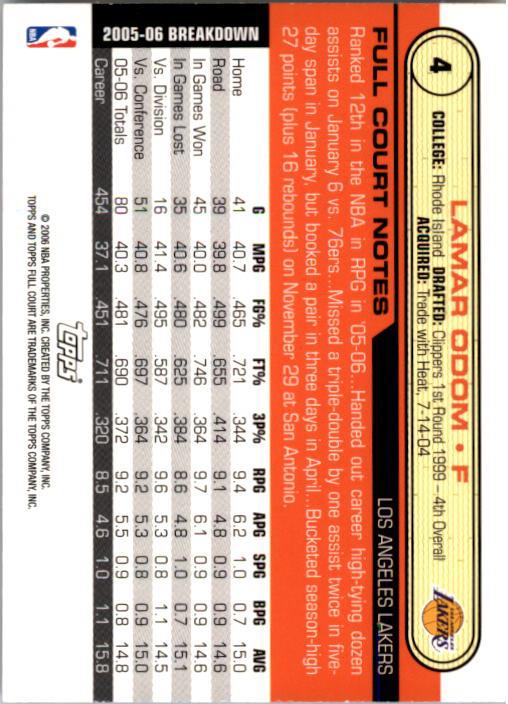 4
LAMAR ODOM • F
COLLEGE: Rhode Island DRAFTED: Clippers 1st Round 1999 – 4th Overall
ACQUIRED: Trade with Heat, 7-14-04
LAKERS
FULL COURT NOTES
LOS ANGELES LAKERS
Ranked 12th in the NBA in RPG in '05-06...Handed out career high-tying dozen
assists on January 6 vs. 76ers...Missed a triple-double by one assist twice in five-
day span in January, but booked a pair in three days in April...Bucketed season-high
27 points (plus 16 rebounds) on November 29 at San Antonio.
2005-06 BREAKDOWN G MPG FG% FT% 3P% RPG APG SPG BPG AVG
Home 41 40.7 .465 .721 .344 9.4 6.2 1.0 0.7 15.0
Road 39 39.8 .499 .655 .414 9.1 4.8 0.9 0.9 14.6
In Games Won 45 40.0 .482 .746 .364 9.7 6.1 0.9 0.9 14.6
In Games Lost 35 40.6 .480 .625 .384 8.6 4.8 1.0 0.7 15.1
Vs. Division 16 41.4 .495 .587 .342 9.6 5.3 0.8 1.1 14.5
Vs. Conference 51 40.8 .476 .697 .364 9.2 5.3 0.8 0.9 15.0
05-06 Totals 80 40.3 .481 .690 .372 9.2 5.5 0.9 0.8 14.8
Career 454 37.1 .451 .711 .320 8.5 4.6 1.0 1.1 15.8
topps
NBA
© 2006 NBA PROPERTIES, INC. CREATED BY THE TOPPS COMPANY, INC.
TOPPS AND TOPPS FULL COURT ARE TRADEMARKS OF THE TOPPS COMPANY, INC.